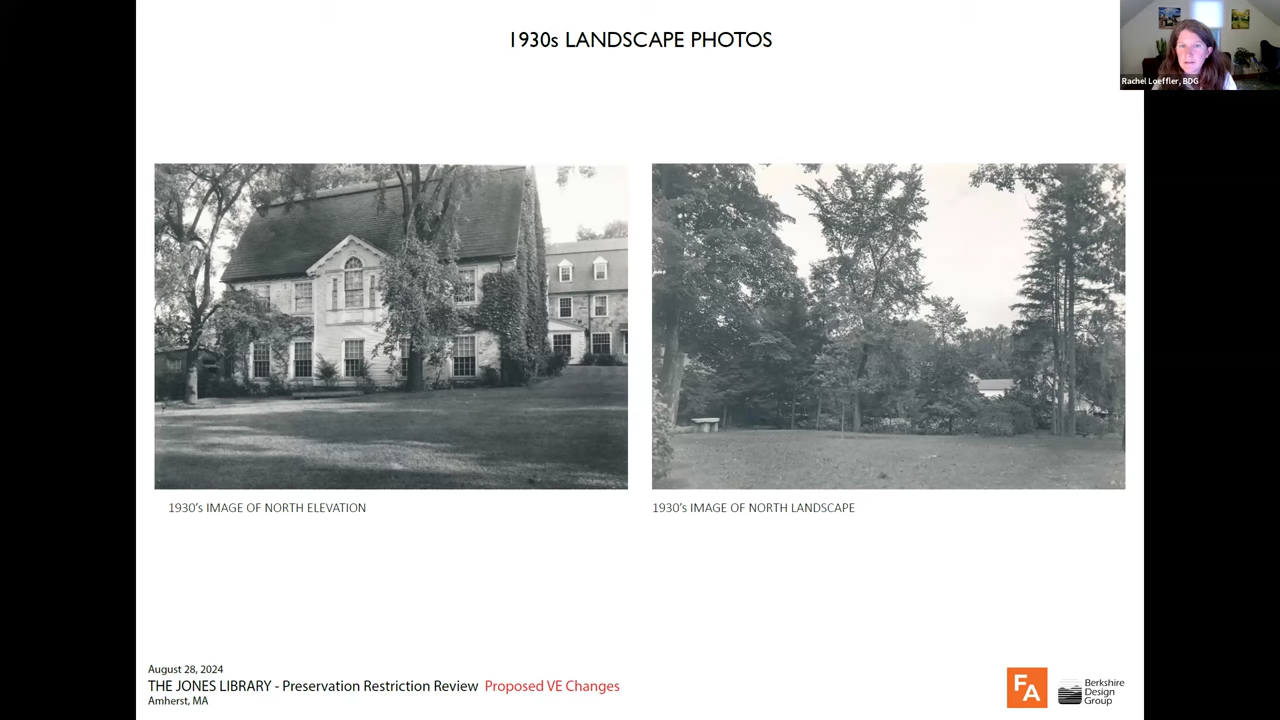 1930s LANDSCAPE PHOTOS
Rachel Loeffler, BDG
1930's IMAGE OF NORTH ELEVATION
1930's IMAGE OF NORTH LANDSCAPE
August 28, 2024
THE JONES LIBRARY - Preservation Restriction Review Proposed VE Changes
Amherst, MA
FA
Berkshire
Design
Group